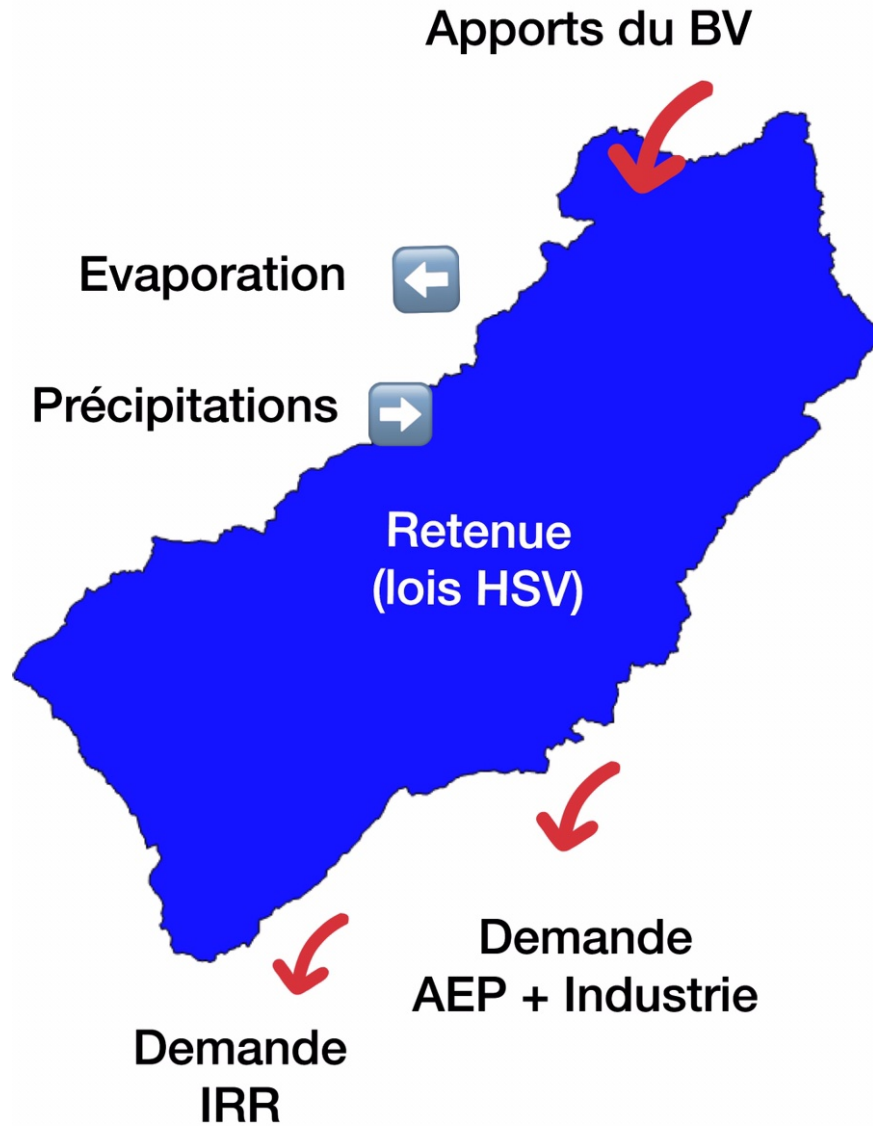 Apports du BV
Evaporation
Précipitations
Retenue
(lois HSV)
Demande
AEP + Industrie
Demande
IRR